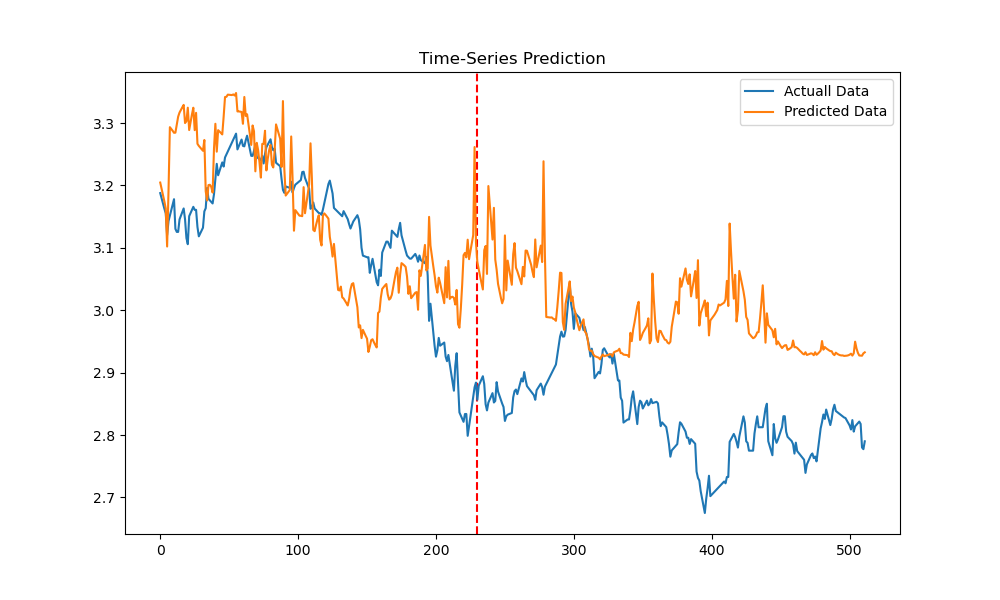 Time-Series Prediction
Actuall Data
Predicted Data
3.3
3.2
3.1
3.0
2.9
2.8
2.7
0 100 200 300 400 500